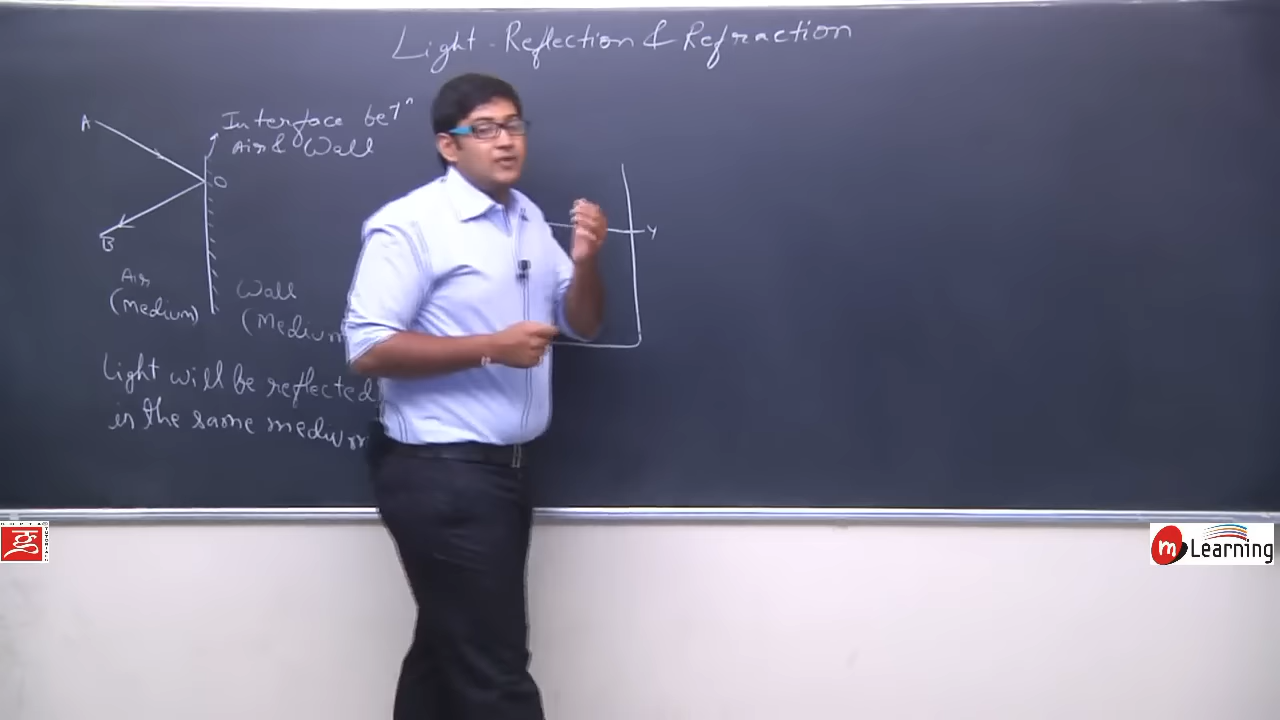 Light - Reflection & Refraction
A
Interface betⁿ
Air & Wall
O
B
Y
Air
(Medium)
Wall
(Medium
Light will be reflected
in the same medium
m Learning